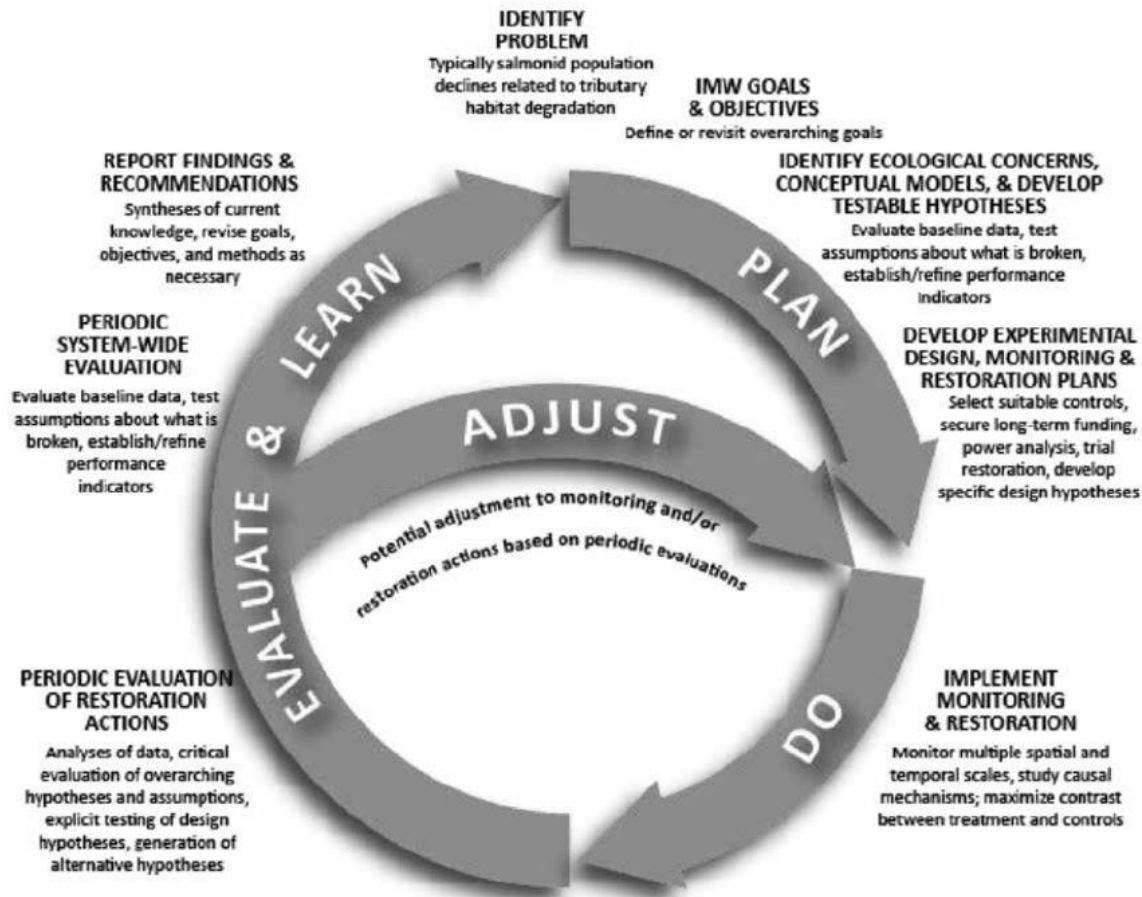 IDENTIFY
PROBLEM
Typically salmonid population
declines related to tributary
habitat degradation
IMW GOALS
& OBJECTIVES
Define or revisit overarching goals
IDENTIFY ECOLOGICAL CONCERNS,
CONCEPTUAL MODELS, & DEVELOP
TESTABLE HYPOTHESES
Evaluate baseline data, test
assumptions about what is broken,
establish/refine performance
Indicators
DEVELOP EXPERIMENTAL
DESIGN, MONITORING &
RESTORATION PLANS
Select suitable controls,
secure long-term funding,
power analysis, trial
restoration, develop
specific design hypotheses
IMPLEMENT
MONITORING
& RESTORATION
Monitor multiple spatial and
temporal scales, study causal
mechanisms; maximize contrast
between treatment and controls
PERIODIC EVALUATION
OF RESTORATION
ACTIONS
Analyses of data, critical
evaluation of overarching
hypotheses and assumptions,
explicit testing of design
hypotheses, generation of
alternative hypotheses
PERIODIC
SYSTEM-WIDE
EVALUATION
Evaluate baseline data, test
assumptions about what is
broken, establish/refine
performance
indicators
REPORT FINDINGS &
RECOMMENDATIONS
Syntheses of current
knowledge, revise goals,
objectives, and methods as
necessary
PLAN
DO
EVALUATE & LEARN
ADJUST
Potential adjustment to monitoring and/or
restoration actions based on periodic evaluations